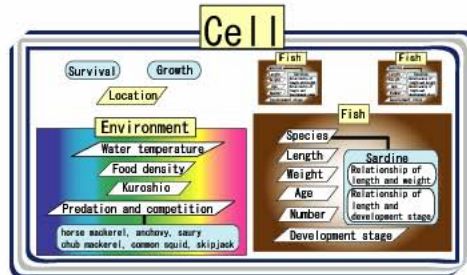 Cell
Survival
Growth
Location
Fish
Fish
Environment
Water temperature
Food density
Kuroshio
Predation and competition
horse mackerel, anchovy, saury
chub mackerel, common squid, skipjack
Fish
Species
Length
Weight
Age
Number
Development stage
Sardine
Relationship of
length and weight
Relationship of
length and
development stage